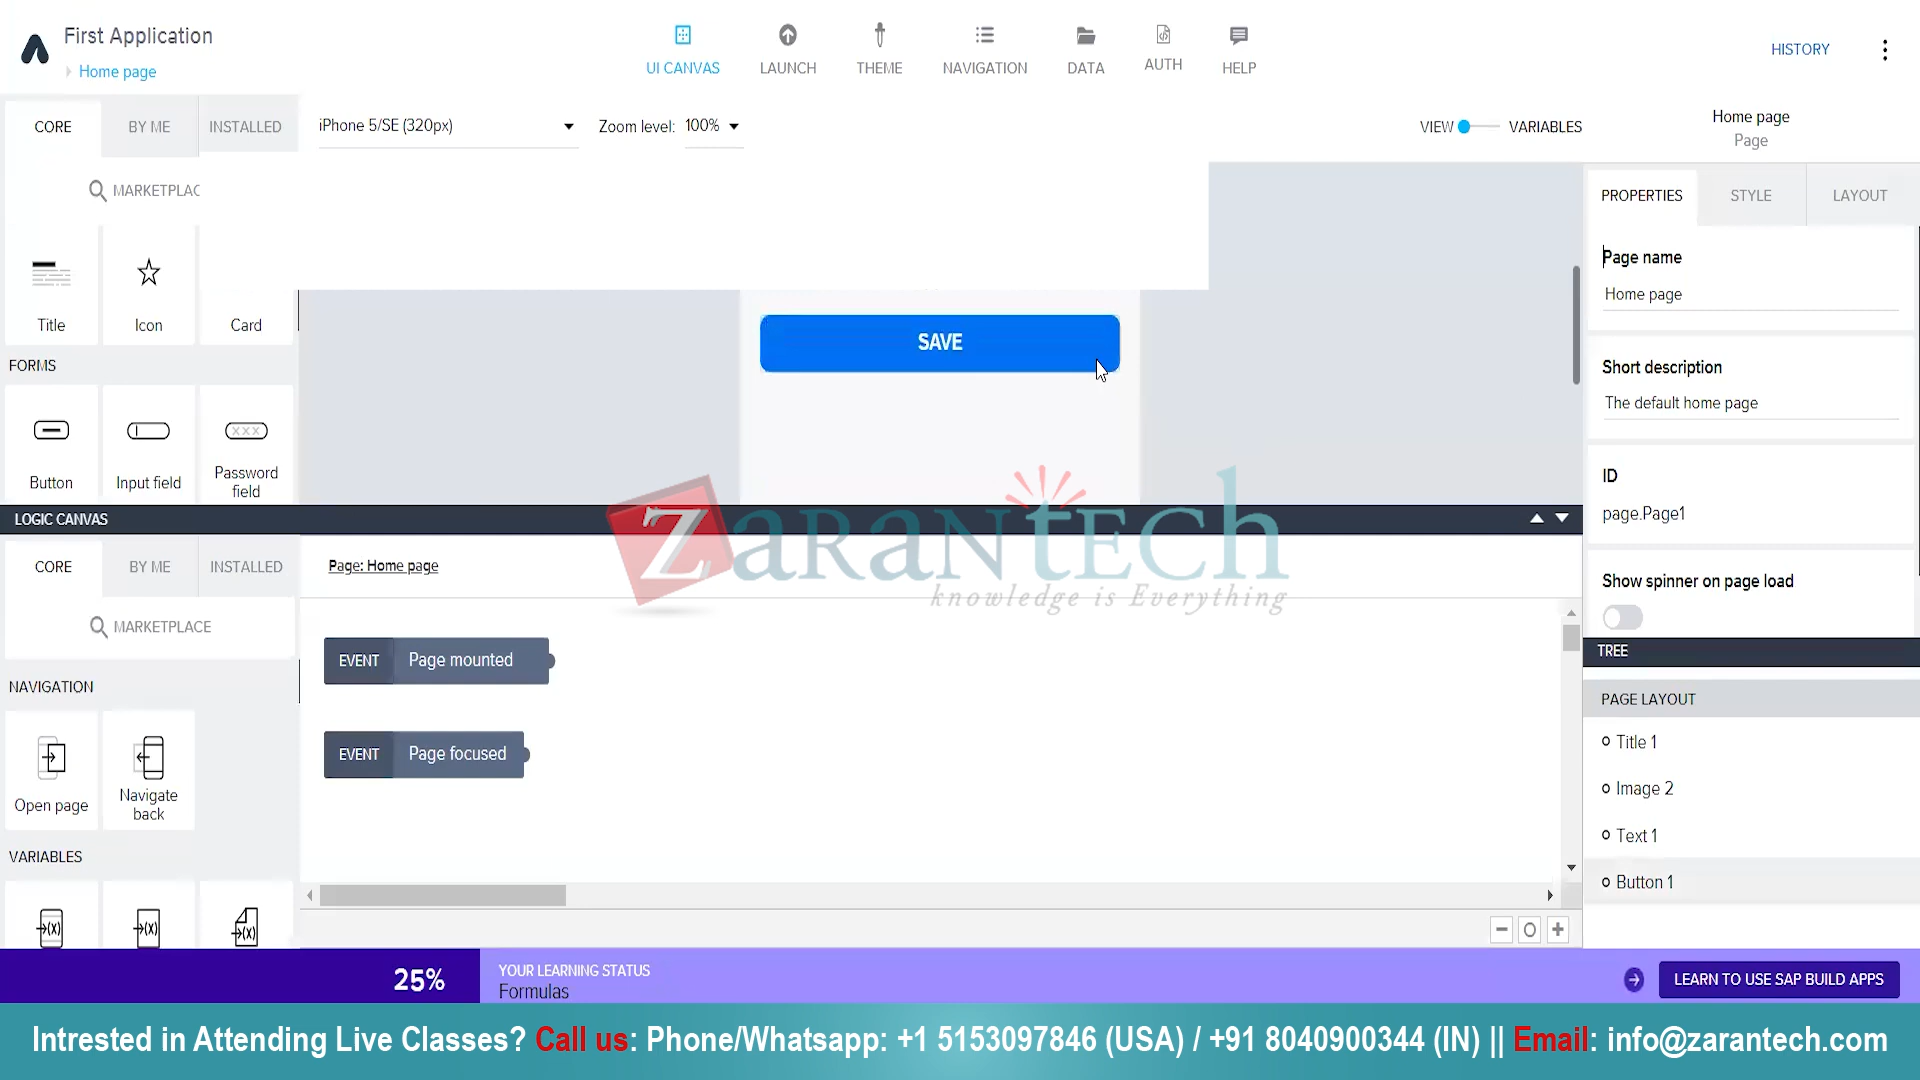 First Application
Home page
UI CANVAS
LAUNCH
THEME
NAVIGATION
DATA
AUTH
HELP
HISTORY
CORE
BY ME
INSTALLED
iPhone 5/SE (320px)
Zoom level: 100%
VIEW
VARIABLES
Home page
Page
MARKETPLAC
PROPERTIES
STYLE
LAYOUT
Title
Icon
Card
SAVE
Page name
Home page
FORMS
Short description
The default home page
Button
Input field
Password
field
ID
page.Page1
LOGIC CANVAS
ZaranTech
knowledge is Everything
CORE
BY ME
INSTALLED
Page: Home page
Show spinner on page load
MARKETPLACE
EVENT Page mounted
TREE
NAVIGATION
PAGE LAYOUT
Title 1
EVENT Page focused
Image 2
Open page
Navigate
back
Text 1
VARIABLES
Button 1
25%
YOUR LEARNING STATUS
Formulas
LEARN TO USE SAP BUILD APPS
Intrested in Attending Live Classes? Call us: Phone/Whatsapp: +1 5153097846 (USA) / +91 8040900344 (IN) || Email: info@zarantech.com